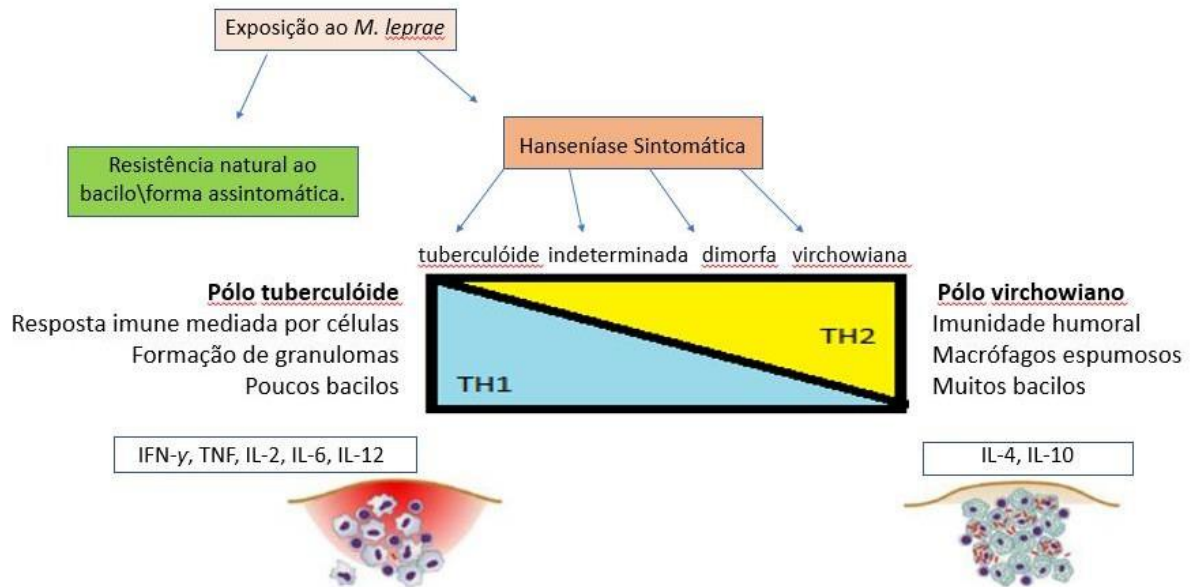 Exposição ao M. leprae
Resistência natural ao
bacilo\forma assintomática.
Hanseníase Sintomática
tuberculóide indeterminada dimorfa virchowiana
Pólo tuberculóide
Resposta imune mediada por células
Formação de granulomas
Poucos bacilos
TH1
TH2
Pólo virchowiano
Imunidade humoral
Macrófagos espumosos
Muitos bacilos
IFN-y, TNF, IL-2, IL-6, IL-12
IL-4, IL-10